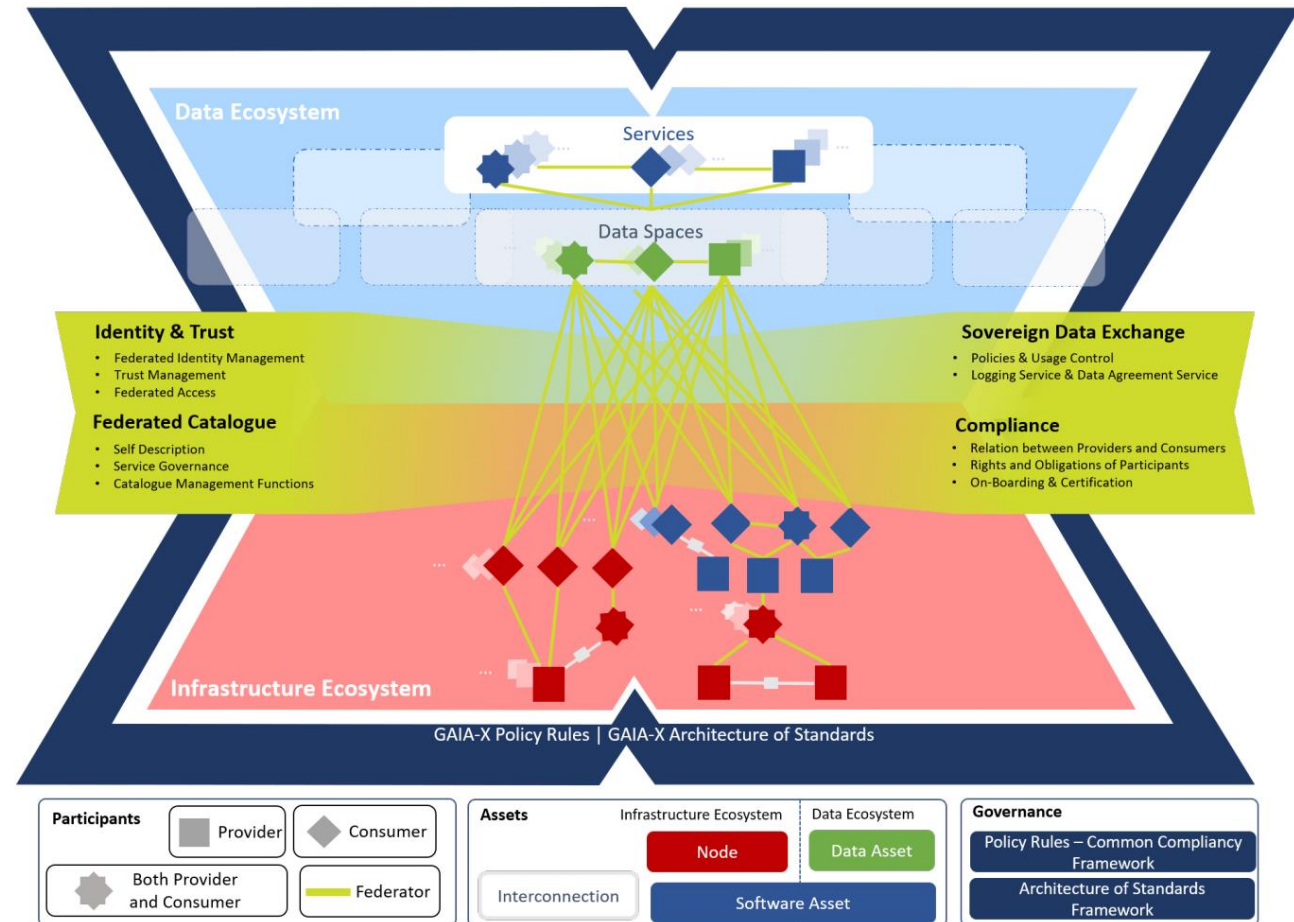 Data Ecosystem
Services
...
...
...
Data Spaces
...
...
Identity & Trust
• Federated Identity Management
• Trust Management
• Federated Access
Federated Catalogue
• Self Description
• Service Governance
• Catalogue Management Functions
Sovereign Data Exchange
• Policies & Usage Control
• Logging Service & Data Agreement Service
Compliance
• Relation between Providers and Consumers
• Rights and Obligations of Participants
• On-Boarding & Certification
...
...
...
...
Infrastructure Ecosystem
GAIA-X Policy Rules | GAIA-X Architecture of Standards
Participants
Provider
Consumer
Both Provider
and Consumer
Federator
Assets
Infrastructure Ecosystem
Data Ecosystem
Node
Data Asset
Interconnection
Software Asset
Governance
Policy Rules – Common Compliancy
Framework
Architecture of Standards
Framework